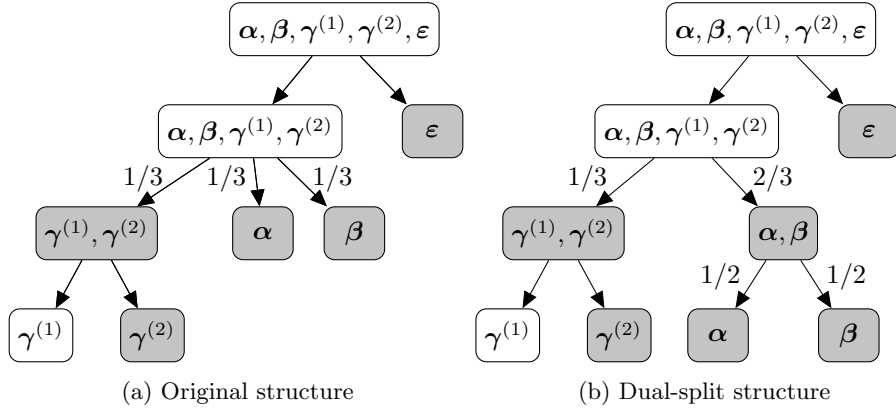 α, β, γ⁽¹⁾, γ⁽²⁾, ε
α, β, γ⁽¹⁾, γ⁽²⁾
ε
1/3
1/3
1/3
γ⁽¹⁾, γ⁽²⁾
α
β
γ⁽¹⁾
γ⁽²⁾
(a) Original structure
α, β, γ⁽¹⁾, γ⁽²⁾, ε
α, β, γ⁽¹⁾, γ⁽²⁾
ε
1/3
2/3
γ⁽¹⁾, γ⁽²⁾
α, β
1/2
1/2
γ⁽¹⁾
γ⁽²⁾
α
β
(b) Dual-split structure